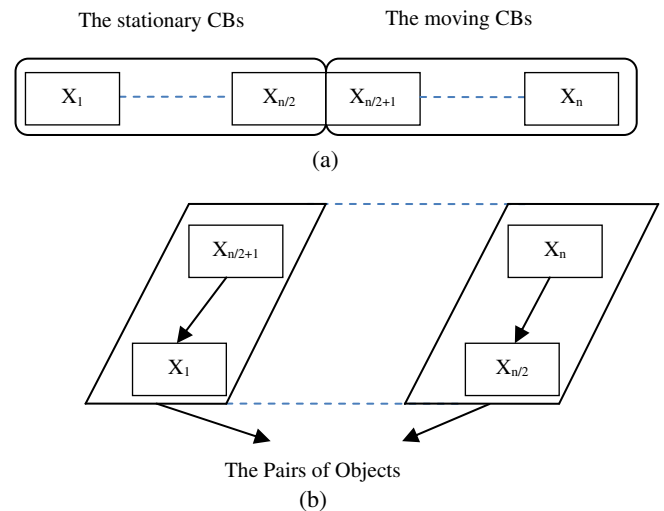 The stationary CBs The moving CBs
X₁ Xₙ/₂ Xₙ/₂₊₁ Xₙ
(a)
Xₙ/₂₊₁ Xₙ
X₁ Xₙ/₂
The Pairs of Objects
(b)